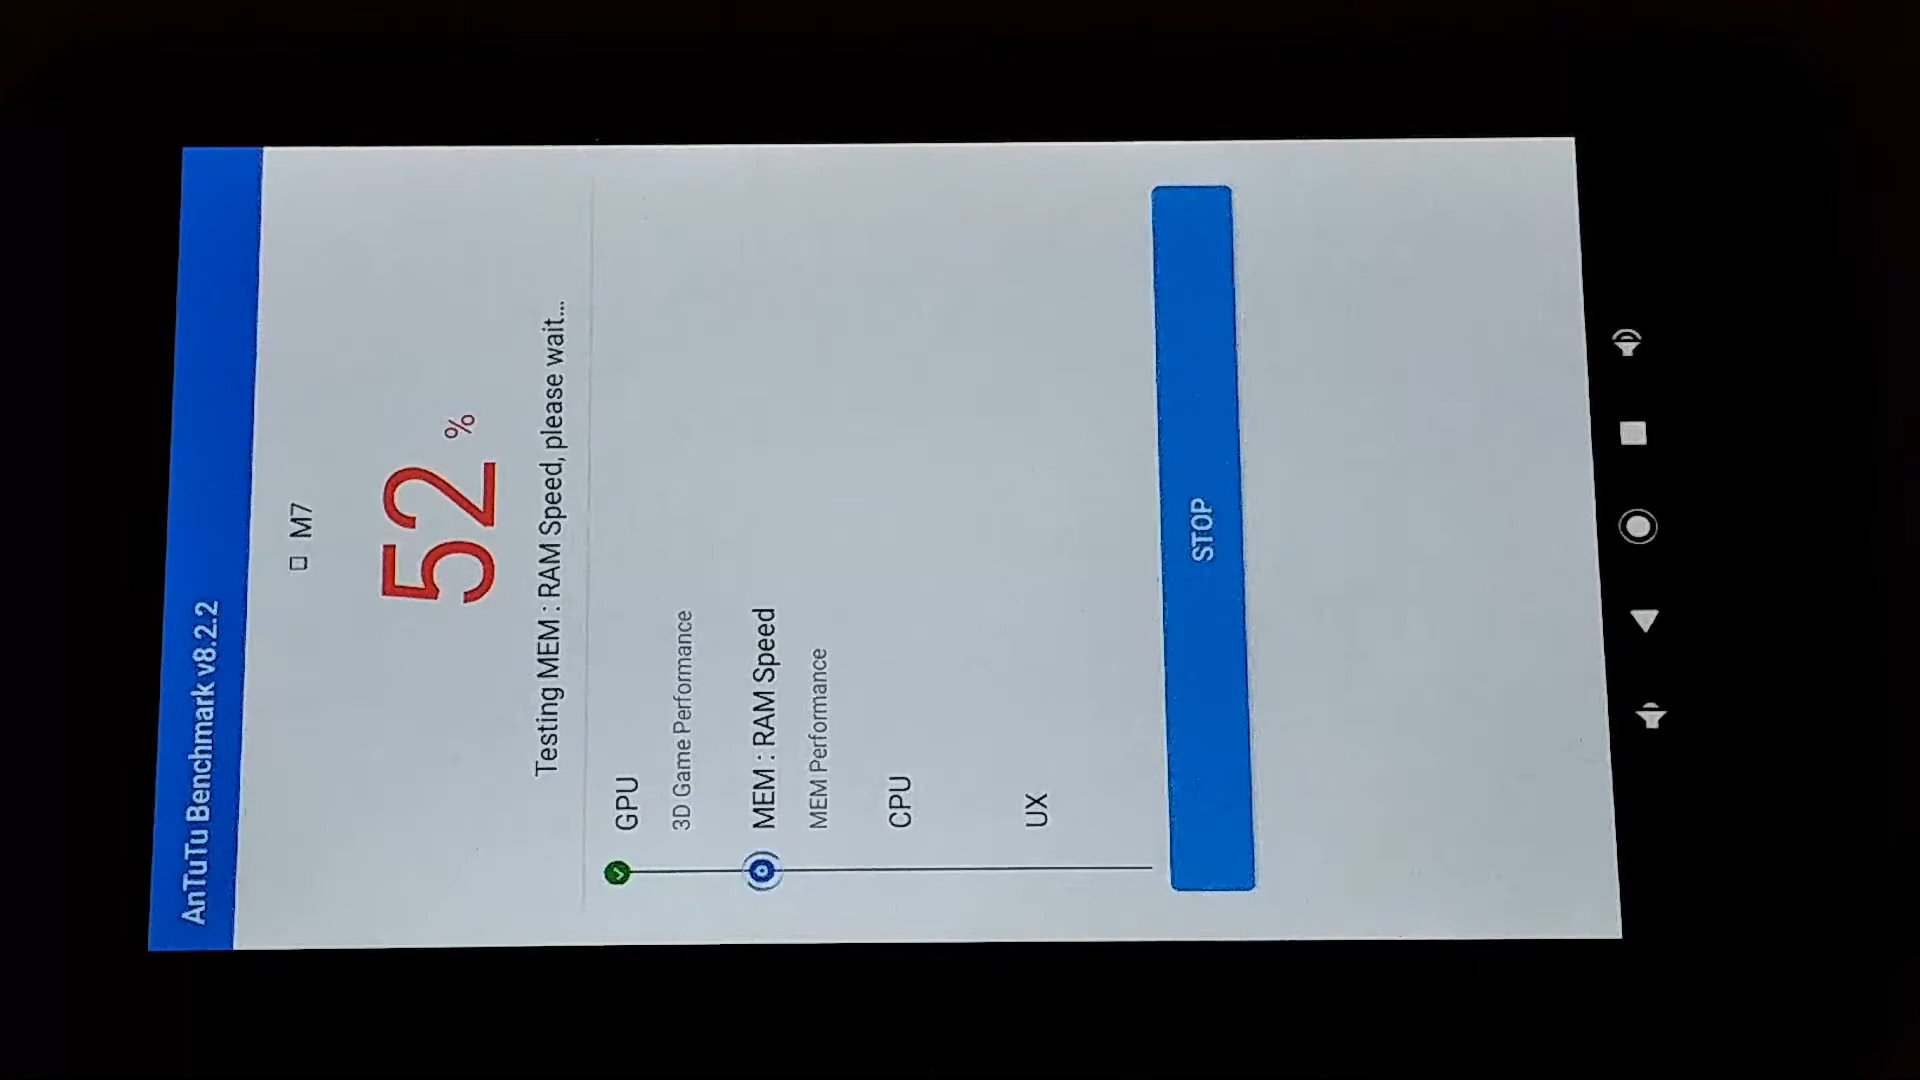 AnTuTu Benchmark v8.2.2
M7
52 %
Testing MEM : RAM Speed, please wait...
GPU
3D Game Performance
MEM : RAM Speed
MEM Performance
CPU
UX
STOP